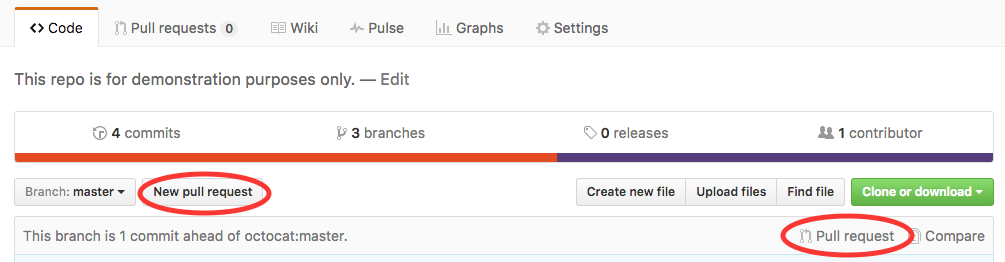 Code Pull requests 0 Wiki Pulse Graphs Settings
This repo is for demonstration purposes only. — Edit
4 commits 3 branches 0 releases 1 contributor
Branch: master New pull request Create new file Upload files Find file Clone or download
This branch is 1 commit ahead of octocat:master. Pull request Compare